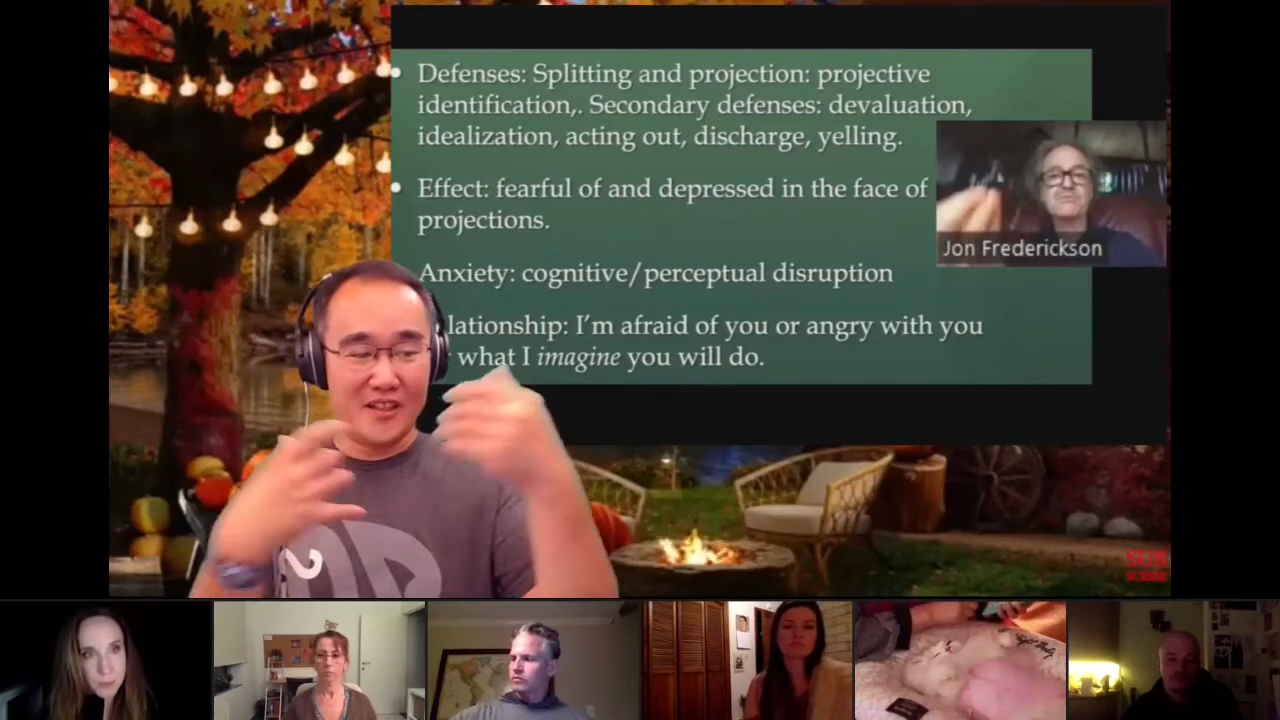 Defenses: Splitting and projection: projective
identification,. Secondary defenses: devaluation,
idealization, acting out, discharge, yelling.
Effect: fearful of and depressed in the face of
projections.
Anxiety: cognitive/perceptual disruption
lationship: I'm afraid of you or angry with you
what I imagine you will do.
Jon Frederickson
SUB